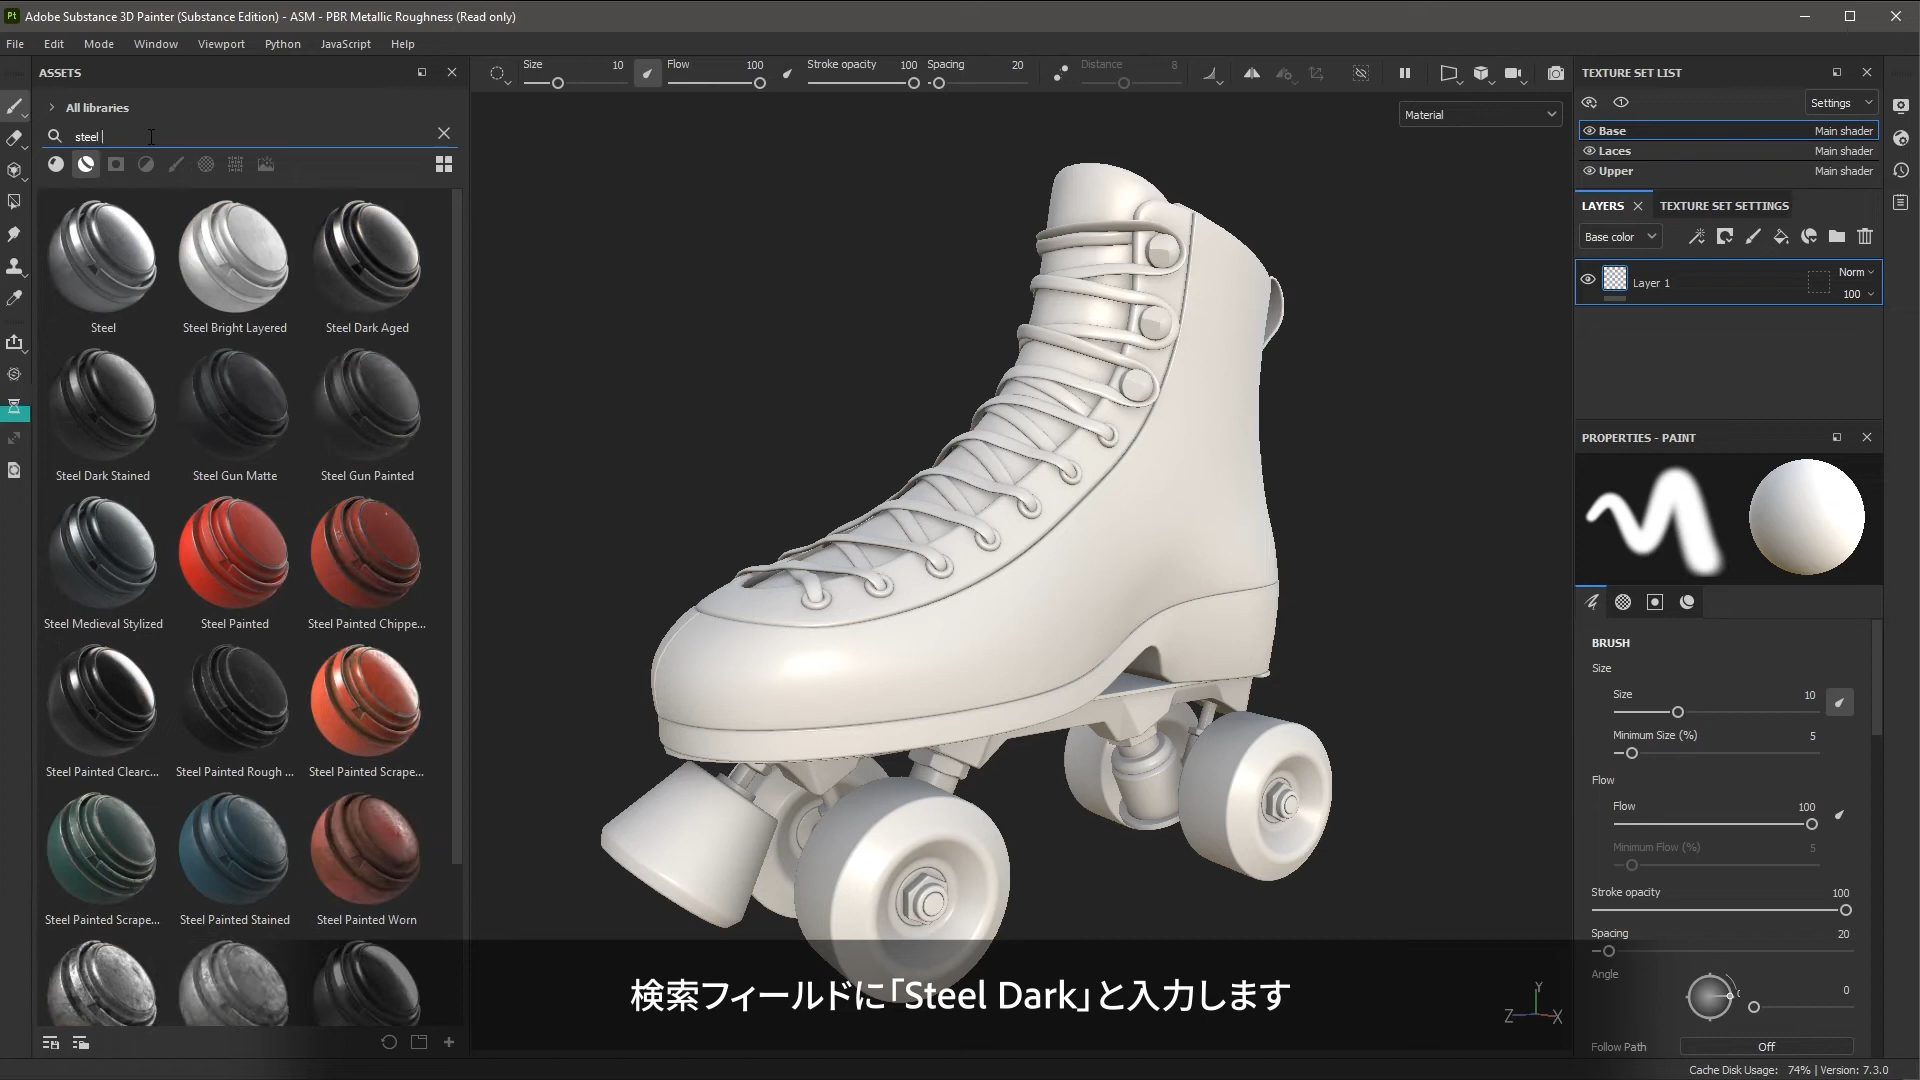 Pt Adobe Substance 3D Painter (Substance Edition) - ASM - PBR Metallic Roughness (Read only)
File Edit Mode Window Viewport Python JavaScript Help
ASSETS
All libraries
steel
Steel Steel Bright Layered Steel Dark Aged
Steel Dark Stained Steel Gun Matte Steel Gun Painted
Steel Medieval Stylized Steel Painted Steel Painted Chippe...
Steel Painted Clearc... Steel Painted Rough ... Steel Painted Scrape...
Steel Painted Scrape... Steel Painted Stained Steel Painted Worn
Size 10 Flow 100 Stroke opacity 100 Spacing 20 Distance 8
Material
検索フィールドに「Steel Dark」と入力します
Y
Z X
TEXTURE SET LIST
Settings
Base Main shader
Laces Main shader
Upper Main shader
LAYERS TEXTURE SET SETTINGS
Base color
Layer 1 Norm
100
PROPERTIES - PAINT
BRUSH
Size
Size 10
Minimum Size (%) 5
Flow
Flow 100
Minimum Flow (%) 5
Stroke opacity 100
Spacing 20
Angle 0
Follow Path Off
Cache Disk Usage: 74% | Version: 7.3.0